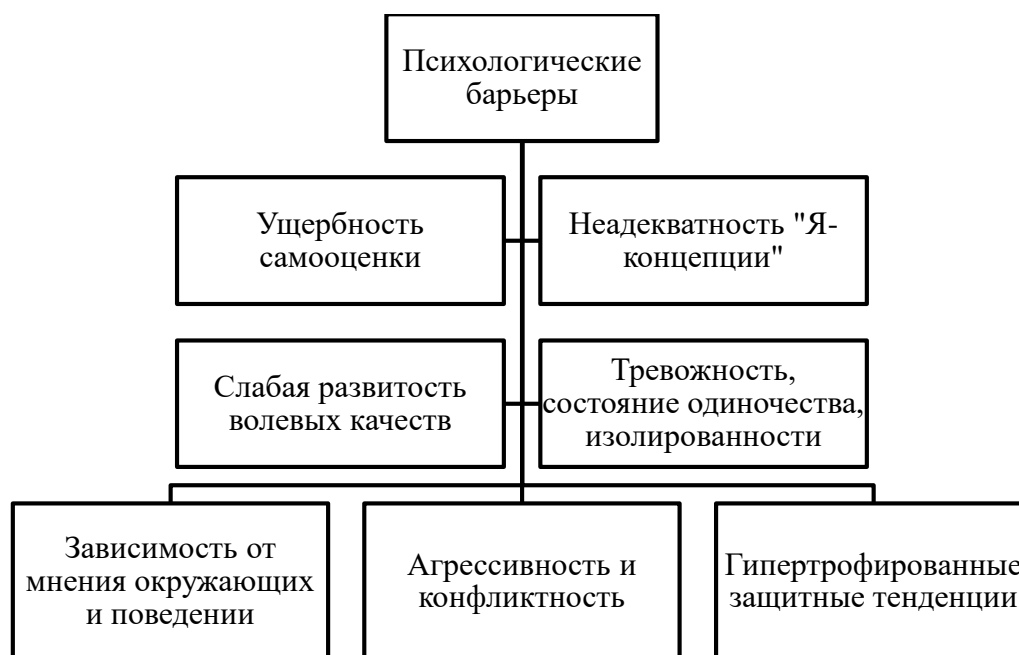 Психологические
барьеры
Ущербность
самооценки
Неадекватность "Я-
концепции"
Слабая развитость
волевых качеств
Тревожность,
состояние одиночества,
изолированности
Зависимость от
мнения окружающих
и поведении
Агрессивность и
конфликтность
Гипертрофированные
защитные тенденции